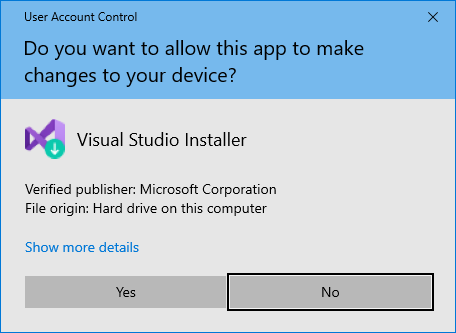 User Account Control
Do you want to allow this app to make
changes to your device?
Visual Studio Installer
Verified publisher: Microsoft Corporation
File origin: Hard drive on this computer
Show more details
Yes
No